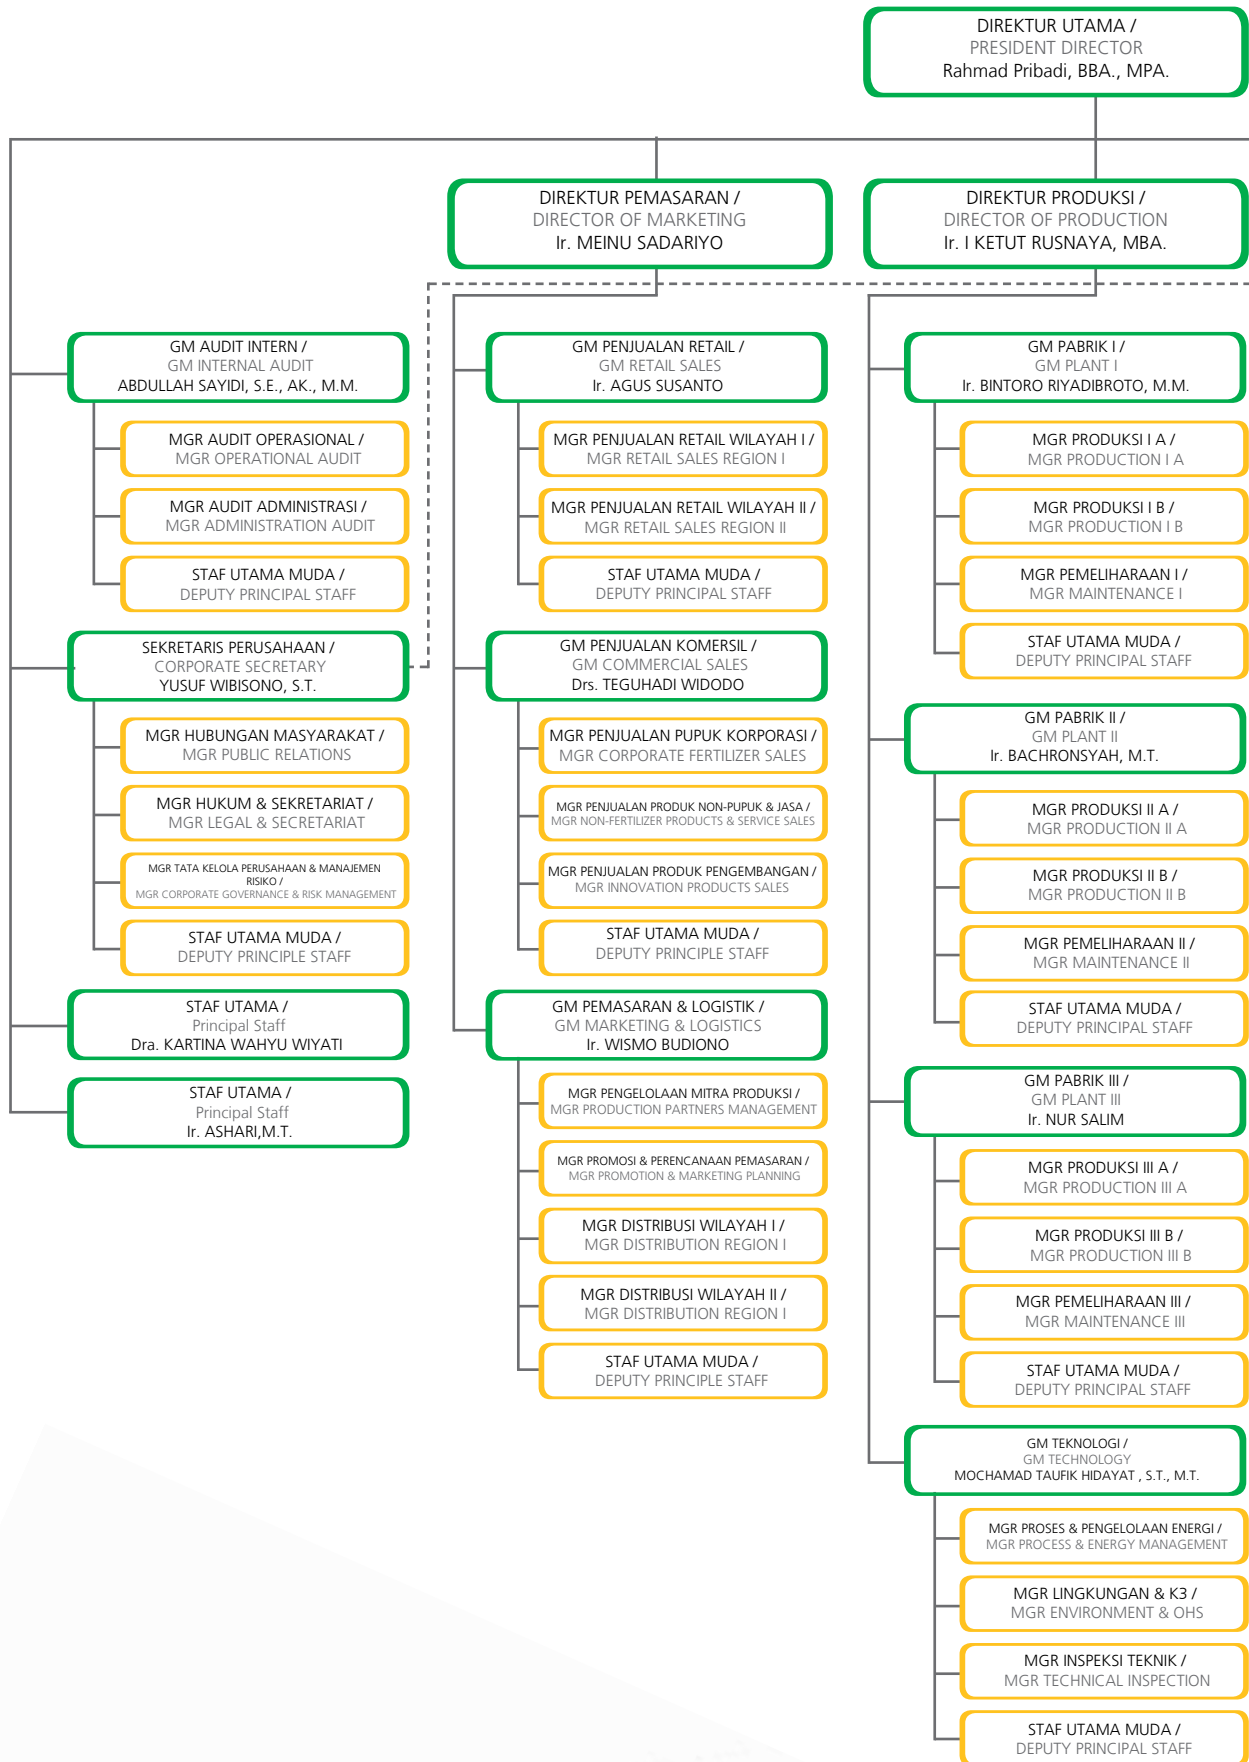 DIREKTUR UTAMA /
PRESIDENT DIRECTOR
Rahmad Pribadi, BBA., MPA.
DIREKTUR PEMASARAN /
DIRECTOR OF MARKETING
Ir. MEINU SADARIYO
DIREKTUR PRODUKSI /
DIRECTOR OF PRODUCTION
Ir. I KETUT RUSNAYA, MBA.
GM AUDIT INTERN /
GM INTERNAL AUDIT
ABDULLAH SAYIDI, S.E., AK., M.M.
MGR AUDIT OPERASIONAL /
MGR OPERATIONAL AUDIT
MGR AUDIT ADMINISTRASI /
MGR ADMINISTRATION AUDIT
STAF UTAMA MUDA /
DEPUTY PRINCIPAL STAFF
SEKRETARIS PERUSAHAAN /
CORPORATE SECRETARY
YUSUF WIBISONO, S.T.
MGR HUBUNGAN MASYARAKAT /
MGR PUBLIC RELATIONS
MGR HUKUM & SEKRETARIAT /
MGR LEGAL & SECRETARIAT
MGR TATA KELOLA PERUSAHAAN & MANAJEMEN
RISIKO /
MGR CORPORATE GOVERNANCE & RISK MANAGEMENT
STAF UTAMA MUDA /
DEPUTY PRINCIPLE STAFF
STAF UTAMA /
Principal Staff
Dra. KARTINA WAHYU WIYATI
STAF UTAMA /
Principal Staff
Ir. ASHARI,M.T.
GM PENJUALAN RETAIL /
GM RETAIL SALES
Ir. AGUS SUSANTO
MGR PENJUALAN RETAIL WILAYAH I /
MGR RETAIL SALES REGION I
MGR PENJUALAN RETAIL WILAYAH II /
MGR RETAIL SALES REGION II
STAF UTAMA MUDA /
DEPUTY PRINCIPAL STAFF
GM PENJUALAN KOMERSIL /
GM COMMERCIAL SALES
Drs. TEGUHADI WIDODO
MGR PENJUALAN PUPUK KORPORASI /
MGR CORPORATE FERTILIZER SALES
MGR PENJUALAN PRODUK NON-PUPUK & JASA /
MGR NON-FERTILIZER PRODUCTS & SERVICE SALES
MGR PENJUALAN PRODUK PENGEMBANGAN /
MGR INNOVATION PRODUCTS SALES
STAF UTAMA MUDA /
DEPUTY PRINCIPLE STAFF
GM PEMASARAN & LOGISTIK /
GM MARKETING & LOGISTICS
Ir. WISMO BUDIONO
MGR PENGELOLAAN MITRA PRODUKSI /
MGR PRODUCTION PARTNERS MANAGEMENT
MGR PROMOSI & PERENCANAAN PEMASARAN /
MGR PROMOTION & MARKETING PLANNING
MGR DISTRIBUSI WILAYAH I /
MGR DISTRIBUTION REGION I
MGR DISTRIBUSI WILAYAH II /
MGR DISTRIBUTION REGION I
STAF UTAMA MUDA /
DEPUTY PRINCIPLE STAFF
GM PABRIK I /
GM PLANT I
Ir. BINTORO RIYADIBROTO, M.M.
MGR PRODUKSI I A /
MGR PRODUCTION I A
MGR PRODUKSI I B /
MGR PRODUCTION I B
MGR PEMELIHARAAN I /
MGR MAINTENANCE I
STAF UTAMA MUDA /
DEPUTY PRINCIPAL STAFF
GM PABRIK II /
GM PLANT II
Ir. BACHRONSYAH, M.T.
MGR PRODUKSI II A /
MGR PRODUCTION II A
MGR PRODUKSI II B /
MGR PRODUCTION II B
MGR PEMELIHARAAN II /
MGR MAINTENANCE II
STAF UTAMA MUDA /
DEPUTY PRINCIPAL STAFF
GM PABRIK III /
GM PLANT III
Ir. NUR SALIM
MGR PRODUKSI III A /
MGR PRODUCTION III A
MGR PRODUKSI III B /
MGR PRODUCTION III B
MGR PEMELIHARAAN III /
MGR MAINTENANCE III
STAF UTAMA MUDA /
DEPUTY PRINCIPAL STAFF
GM TEKNOLOGI /
GM TECHNOLOGY
MOCHAMAD TAUFIK HIDAYAT , S.T., M.T.
MGR PROSES & PENGELOLAAN ENERGI /
MGR PROCESS & ENERGY MANAGEMENT
MGR LINGKUNGAN & K3 /
MGR ENVIRONMENT & OHS
MGR INSPEKSI TEKNIK /
MGR TECHNICAL INSPECTION
STAF UTAMA MUDA /
DEPUTY PRINCIPAL STAFF